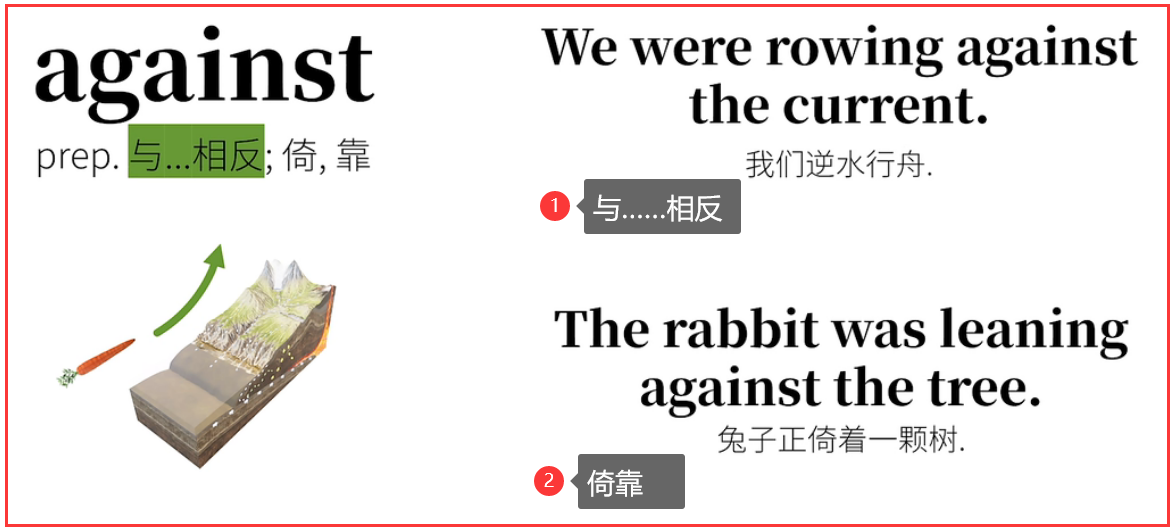 against
prep. 与...相反; 倚, 靠
We were rowing against
the current.
我们逆水行舟.
1 与......相反
The rabbit was leaning
against the tree.
兔子正倚着一颗树.
2 倚靠